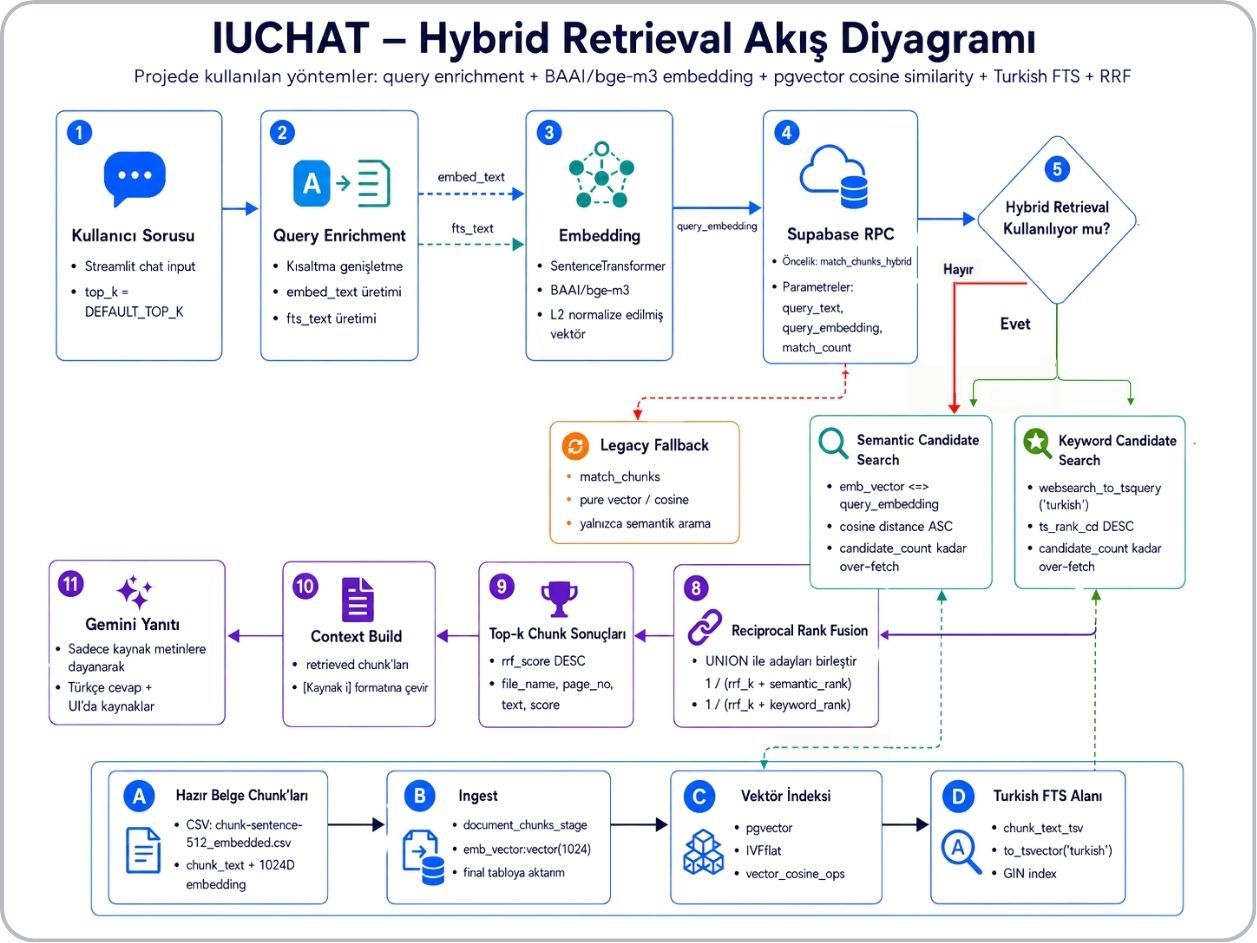 IUCHAT – Hybrid Retrieval Akış Diyagramı
Projede kullanılan yöntemler: query enrichment + BAAI/bge-m3 embedding + pgvector cosine similarity + Turkish FTS + RRF
1
Kullanıcı Sorusu
• Streamlit chat input
• top_k =
DEFAULT_TOP_K
2
A
Query Enrichment
• Kısaltma genişletme
• embed_text üretimi
• fts_text üretimi
embed_text
fts_text
3
Embedding
• SentenceTransformer
• BAAI/bge-m3
• L2 normalize edilmiş
vektör
query_embedding
4
Supabase RPC
• Öncelik: match_chunks_hybrid
• Parametreler:
query_text,
query_embedding,
match_count
5
Hybrid Retrieval
Kullanılıyor mu?
Hayır
Evet
Legacy Fallback
• match_chunks
• pure vector / cosine
• yalnızca semantik arama
Semantic Candidate
Search
• emb_vector <=>
query_embedding
• cosine distance ASC
• candidate_count kadar
over-fetch
Keyword Candidate
Search
• websearch_to_tsquery
('turkish')
• ts_rank_cd DESC
• candidate_count kadar
over-fetch
11
Gemini Yanıtı
• Sadece kaynak metinlere
dayanarak
• Türkçe cevap +
UI'da kaynaklar
10
Context Build
• retrieved chunk'ları
• [Kaynak i] formatına çevir
9
Top-k Chunk Sonuçları
• rrf_score DESC
• file_name, page_no,
text, score
8
Reciprocal Rank Fusion
• UNION ile adayları birleştir
1 / (rrf_k + semantic_rank)
• 1 / (rrf_k + keyword_rank)
A
Hazır Belge Chunk'ları
• CSV: chunk-sentence-
512_embedded.csv
• chunk_text + 1024D
embedding
B
Ingest
• document_chunks_stage
• emb_vector:vector(1024)
• final tabloya aktarım
C
Vektör İndeksi
• pgvector
• IVFflat
• vector_cosine_ops
D
A
Turkish FTS Alanı
• chunk_text_tsv
• to_tsvector('turkish')
• GIN index